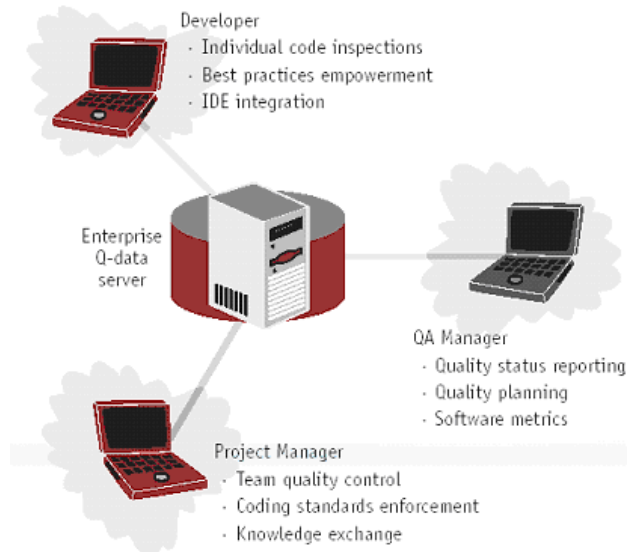 Developer
· Individual code inspections
· Best practices empowerment
· IDE integration
Enterprise
Q-data
server
QA Manager
· Quality status reporting
· Quality planning
· Software metrics
Project Manager
· Team quality control
· Coding standards enforcement
· Knowledge exchange